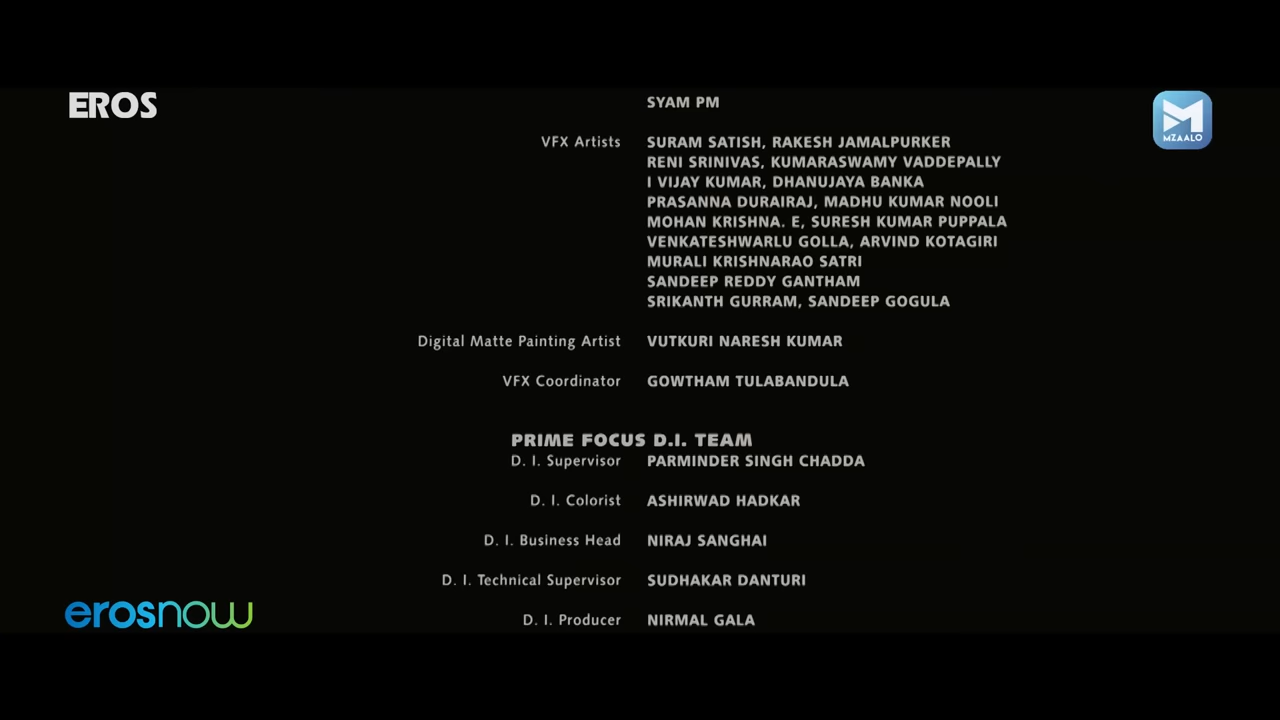 EROS
MZAALO
SYAM PM
VFX Artists SURAM SATISH, RAKESH JAMALPURKER
RENI SRINIVAS, KUMARASWAMY VADDEPALLY
I VIJAY KUMAR, DHANUJAYA BANKA
PRASANNA DURAIRAJ, MADHU KUMAR NOOLI
MOHAN KRISHNA. E, SURESH KUMAR PUPPALA
VENKATESHWARLU GOLLA, ARVIND KOTAGIRI
MURALI KRISHNARAO SATRI
SANDEEP REDDY GANTHAM
SRIKANTH GURRAM, SANDEEP GOGULA
Digital Matte Painting Artist VUTKURI NARESH KUMAR
VFX Coordinator GOWTHAM TULABANDULA
PRIME FOCUS D.I. TEAM
D. I. Supervisor PARMINDER SINGH CHADDA
D. I. Colorist ASHIRWAD HADKAR
D. I. Business Head NIRAJ SANGHAI
D. I. Technical Supervisor SUDHAKAR DANTURI
D. I. Producer NIRMAL GALA
erosnow